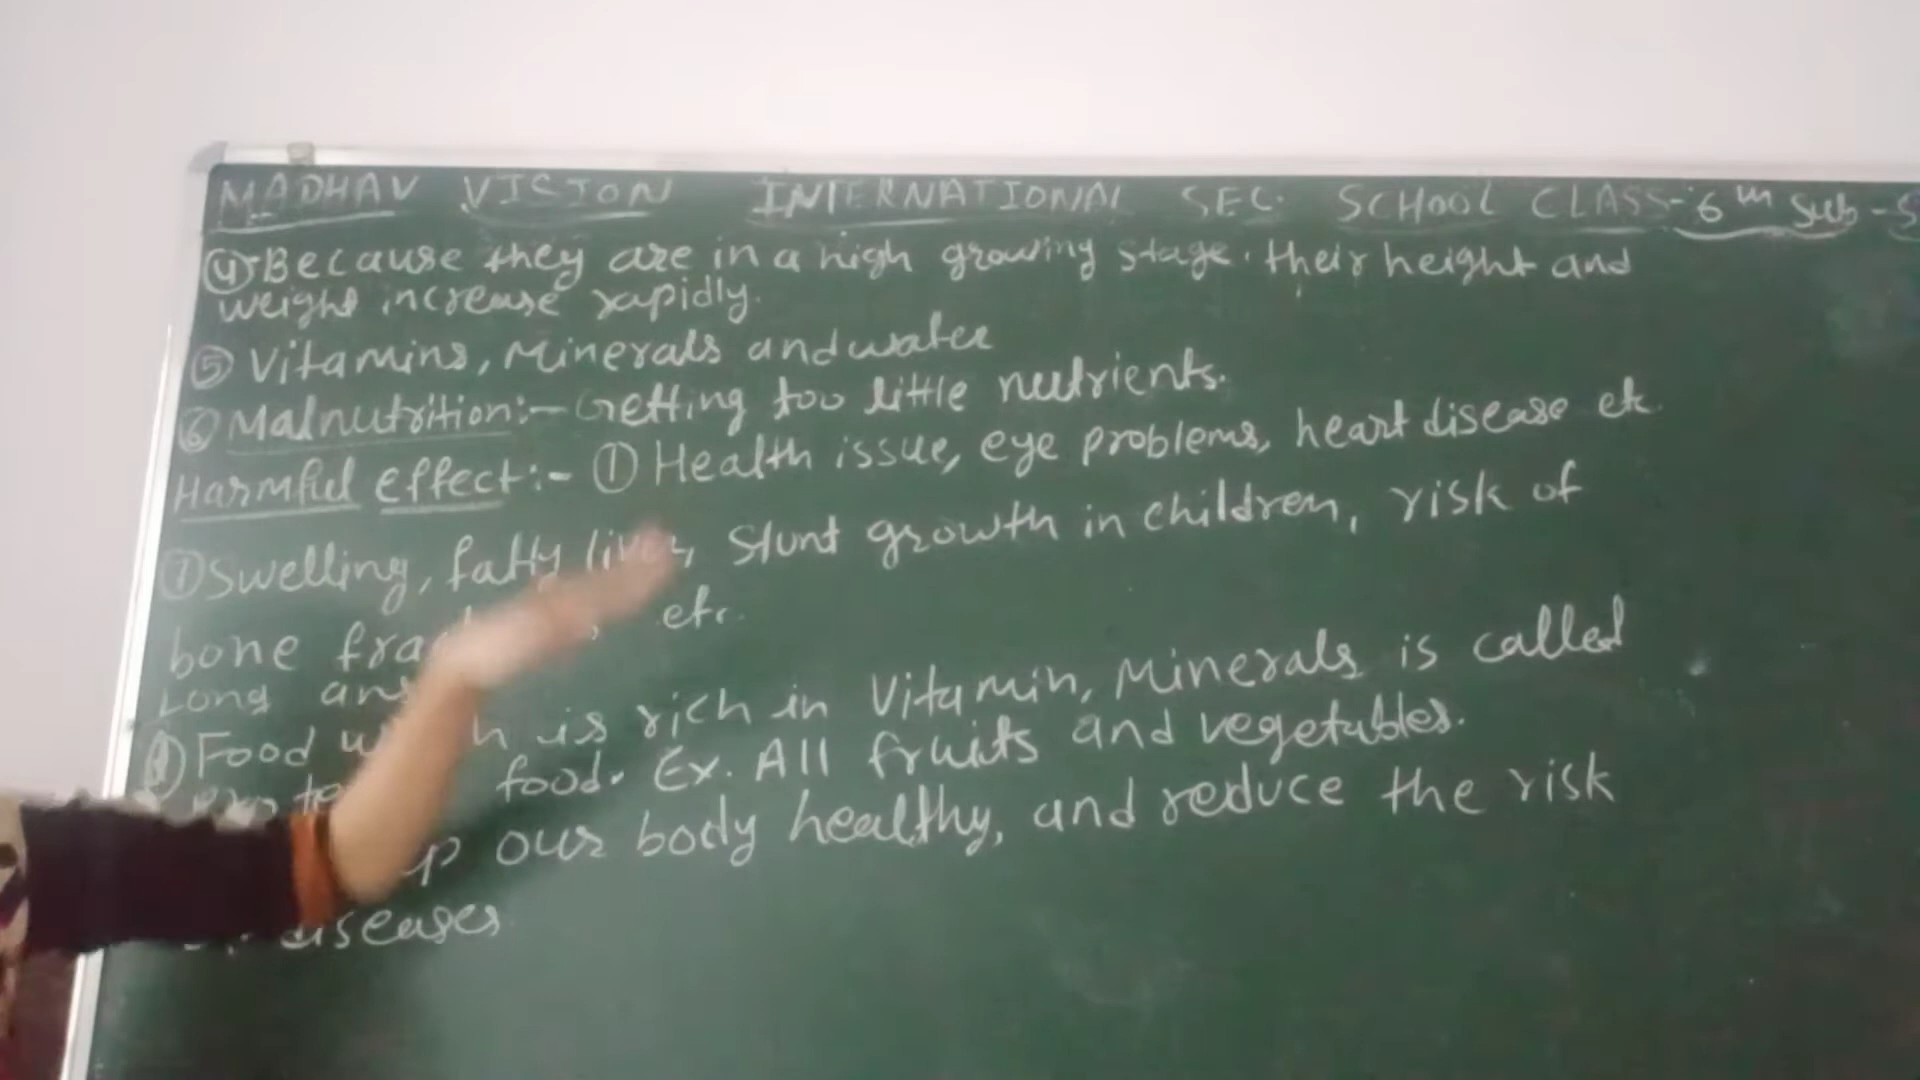 MADHAV VISION INTERNATIONAL SEC. SCHOOL CLASS-6th Sub-S
④ Because they are in a high growing stage. their height and
weight increase rapidly.
⑤ Vitamins, Minerals and water
⑥ Malnutrition:- Getting too little nutrients.
Harmful effect:- ① Health issue, eye problems, heart disease etc
⑦ Swelling, fatty liver, Stunt growth in children, risk of
bone etc.
Long
Food is rich in Vitamin, Minerals is called
food. Ex. All fruits and vegetables.
our body healthy, and reduce the risk
diseases